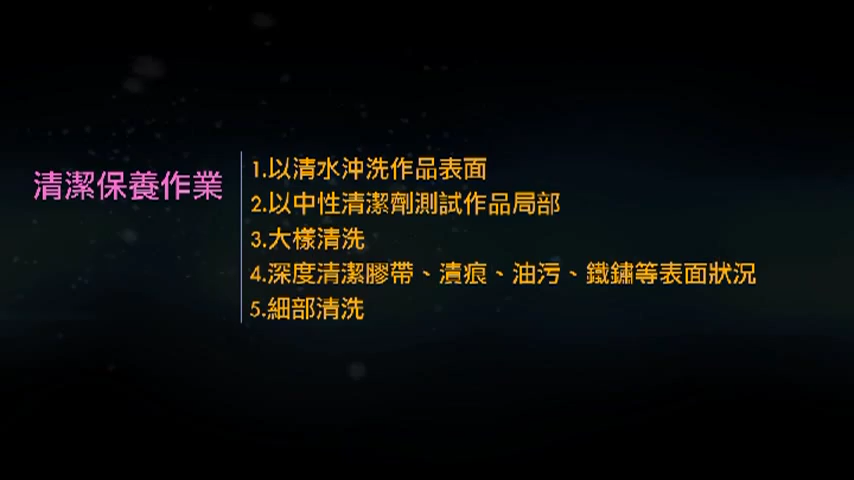 清潔保養作業
1.以清水沖洗作品表面
2.以中性清潔劑測試作品局部
3.大樣清洗
4.深度清潔膠帶、漬痕、油污、鐵鏽等表面狀況
5.細部清洗